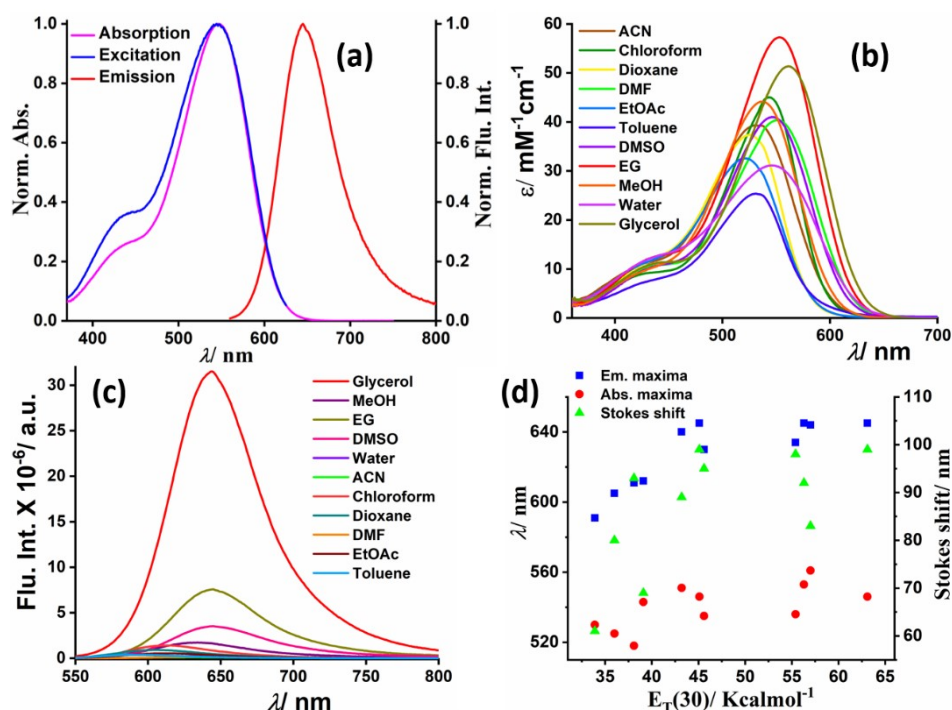 (a)
Absorption
Excitation
Emission
Norm. Abs.
Norm. Flu. Int.
1.0
0.8
0.6
0.4
0.2
0.0
1.0
0.8
0.6
0.4
0.2
0.0
400 500 600 700 800
λ/ nm
(b)
ACN
Chloroform
Dioxane
DMF
EtOAc
Toluene
DMSO
EG
MeOH
Water
Glycerol
ε/ mM-1 cm-1
60
50
40
30
20
10
0
400 500 600 700
λ/ nm
(c)
Glycerol
MeOH
EG
DMSO
Water
ACN
Chloroform
Dioxane
DMF
EtOAc
Toluene
Flu. Int. X 10-6/ a.u.
30
25
20
15
10
5
0
550 600 650 700 750 800
λ/ nm
(d)
Em. maxima
Abs. maxima
Stokes shift
λ/ nm
640
600
560
520
Stokes shift/ nm
110
100
90
80
70
60
35 40 45 50 55 60 65
ET(30)/ Kcalmol-1